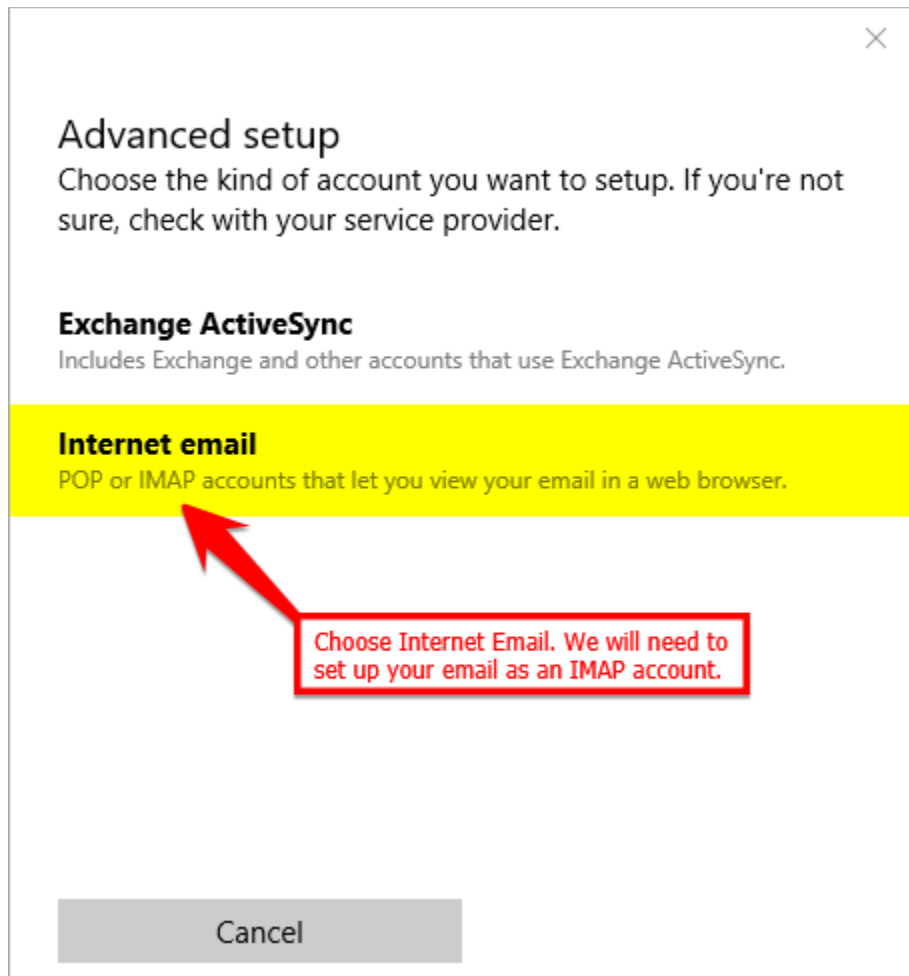 Advanced setup
Choose the kind of account you want to setup. If you're not
sure, check with your service provider.
Exchange ActiveSync
Includes Exchange and other accounts that use Exchange ActiveSync.
Internet email
POP or IMAP accounts that let you view your email in a web browser.
Choose Internet Email. We will need to
set up your email as an IMAP account.
Cancel